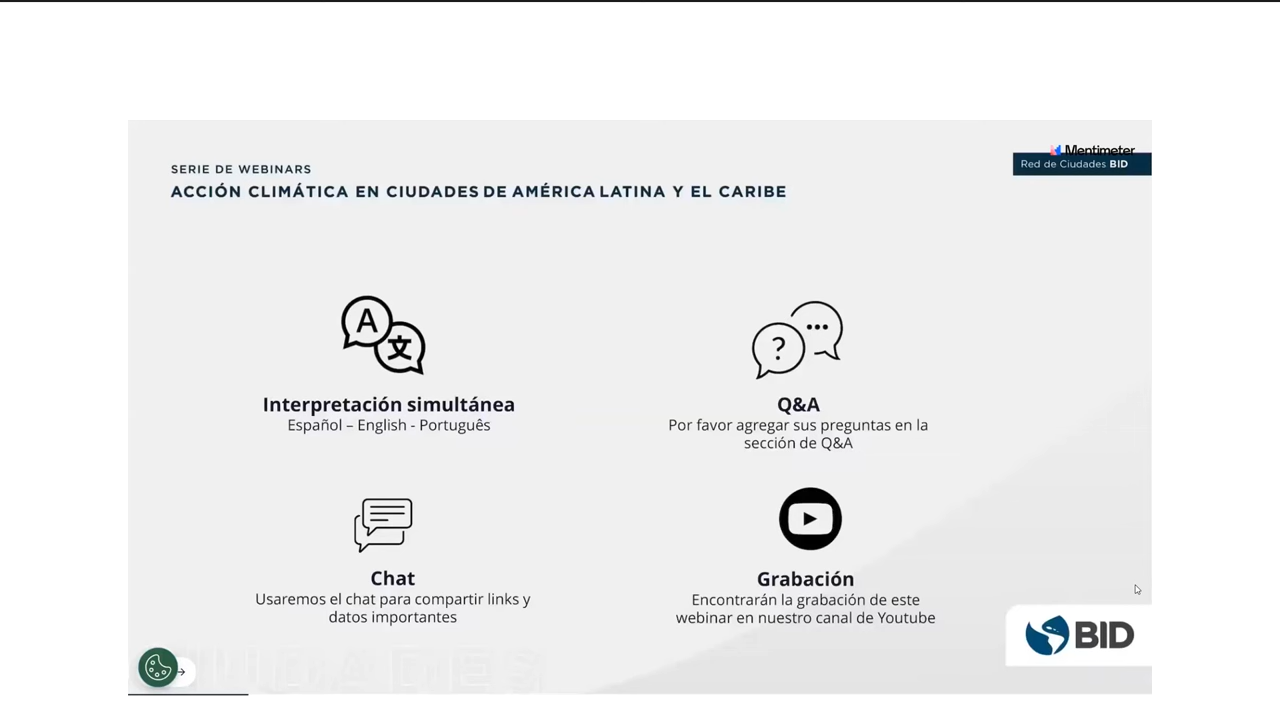 SERIE DE WEBINARS
ACCIÓN CLIMÁTICA EN CIUDADES DE AMÉRICA LATINA Y EL CARIBE
Mentimeter
Red de Ciudades BID
A
文
?
Interpretación simultánea
Español – English - Português
Q&A
Por favor agregar sus preguntas en la
sección de Q&A
Chat
Usaremos el chat para compartir links y
datos importantes
Grabación
Encontrarán la grabación de este
webinar en nuestro canal de Youtube
BID